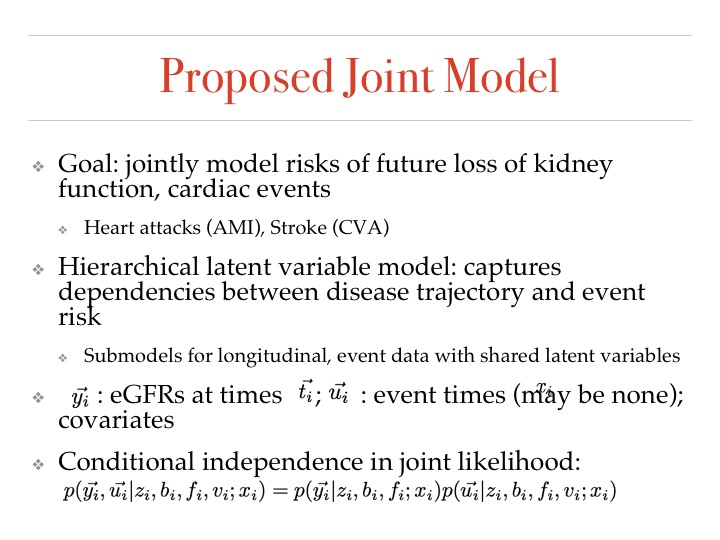 Proposed Joint Model
❖ Goal: jointly model risks of future loss of kidney
function, cardiac events
❖ Heart attacks (AMI), Stroke (CVA)
❖ Hierarchical latent variable model: captures
dependencies between disease trajectory and event
risk
❖ Submodels for longitudinal, event data with shared latent variables
❖ $\vec{y_i}$ : eGFRs at times $\vec{t_i}$ ; $\vec{u_i}$ : event times (may be none); $x_i$
covariates
❖ Conditional independence in joint likelihood:
$p(\vec{y_i}, \vec{u_i}|z_i, b_i, f_i, v_i; x_i) = p(\vec{y_i}|z_i, b_i, f_i; x_i)p(\vec{u_i}|z_i, b_i, f_i, v_i; x_i)$